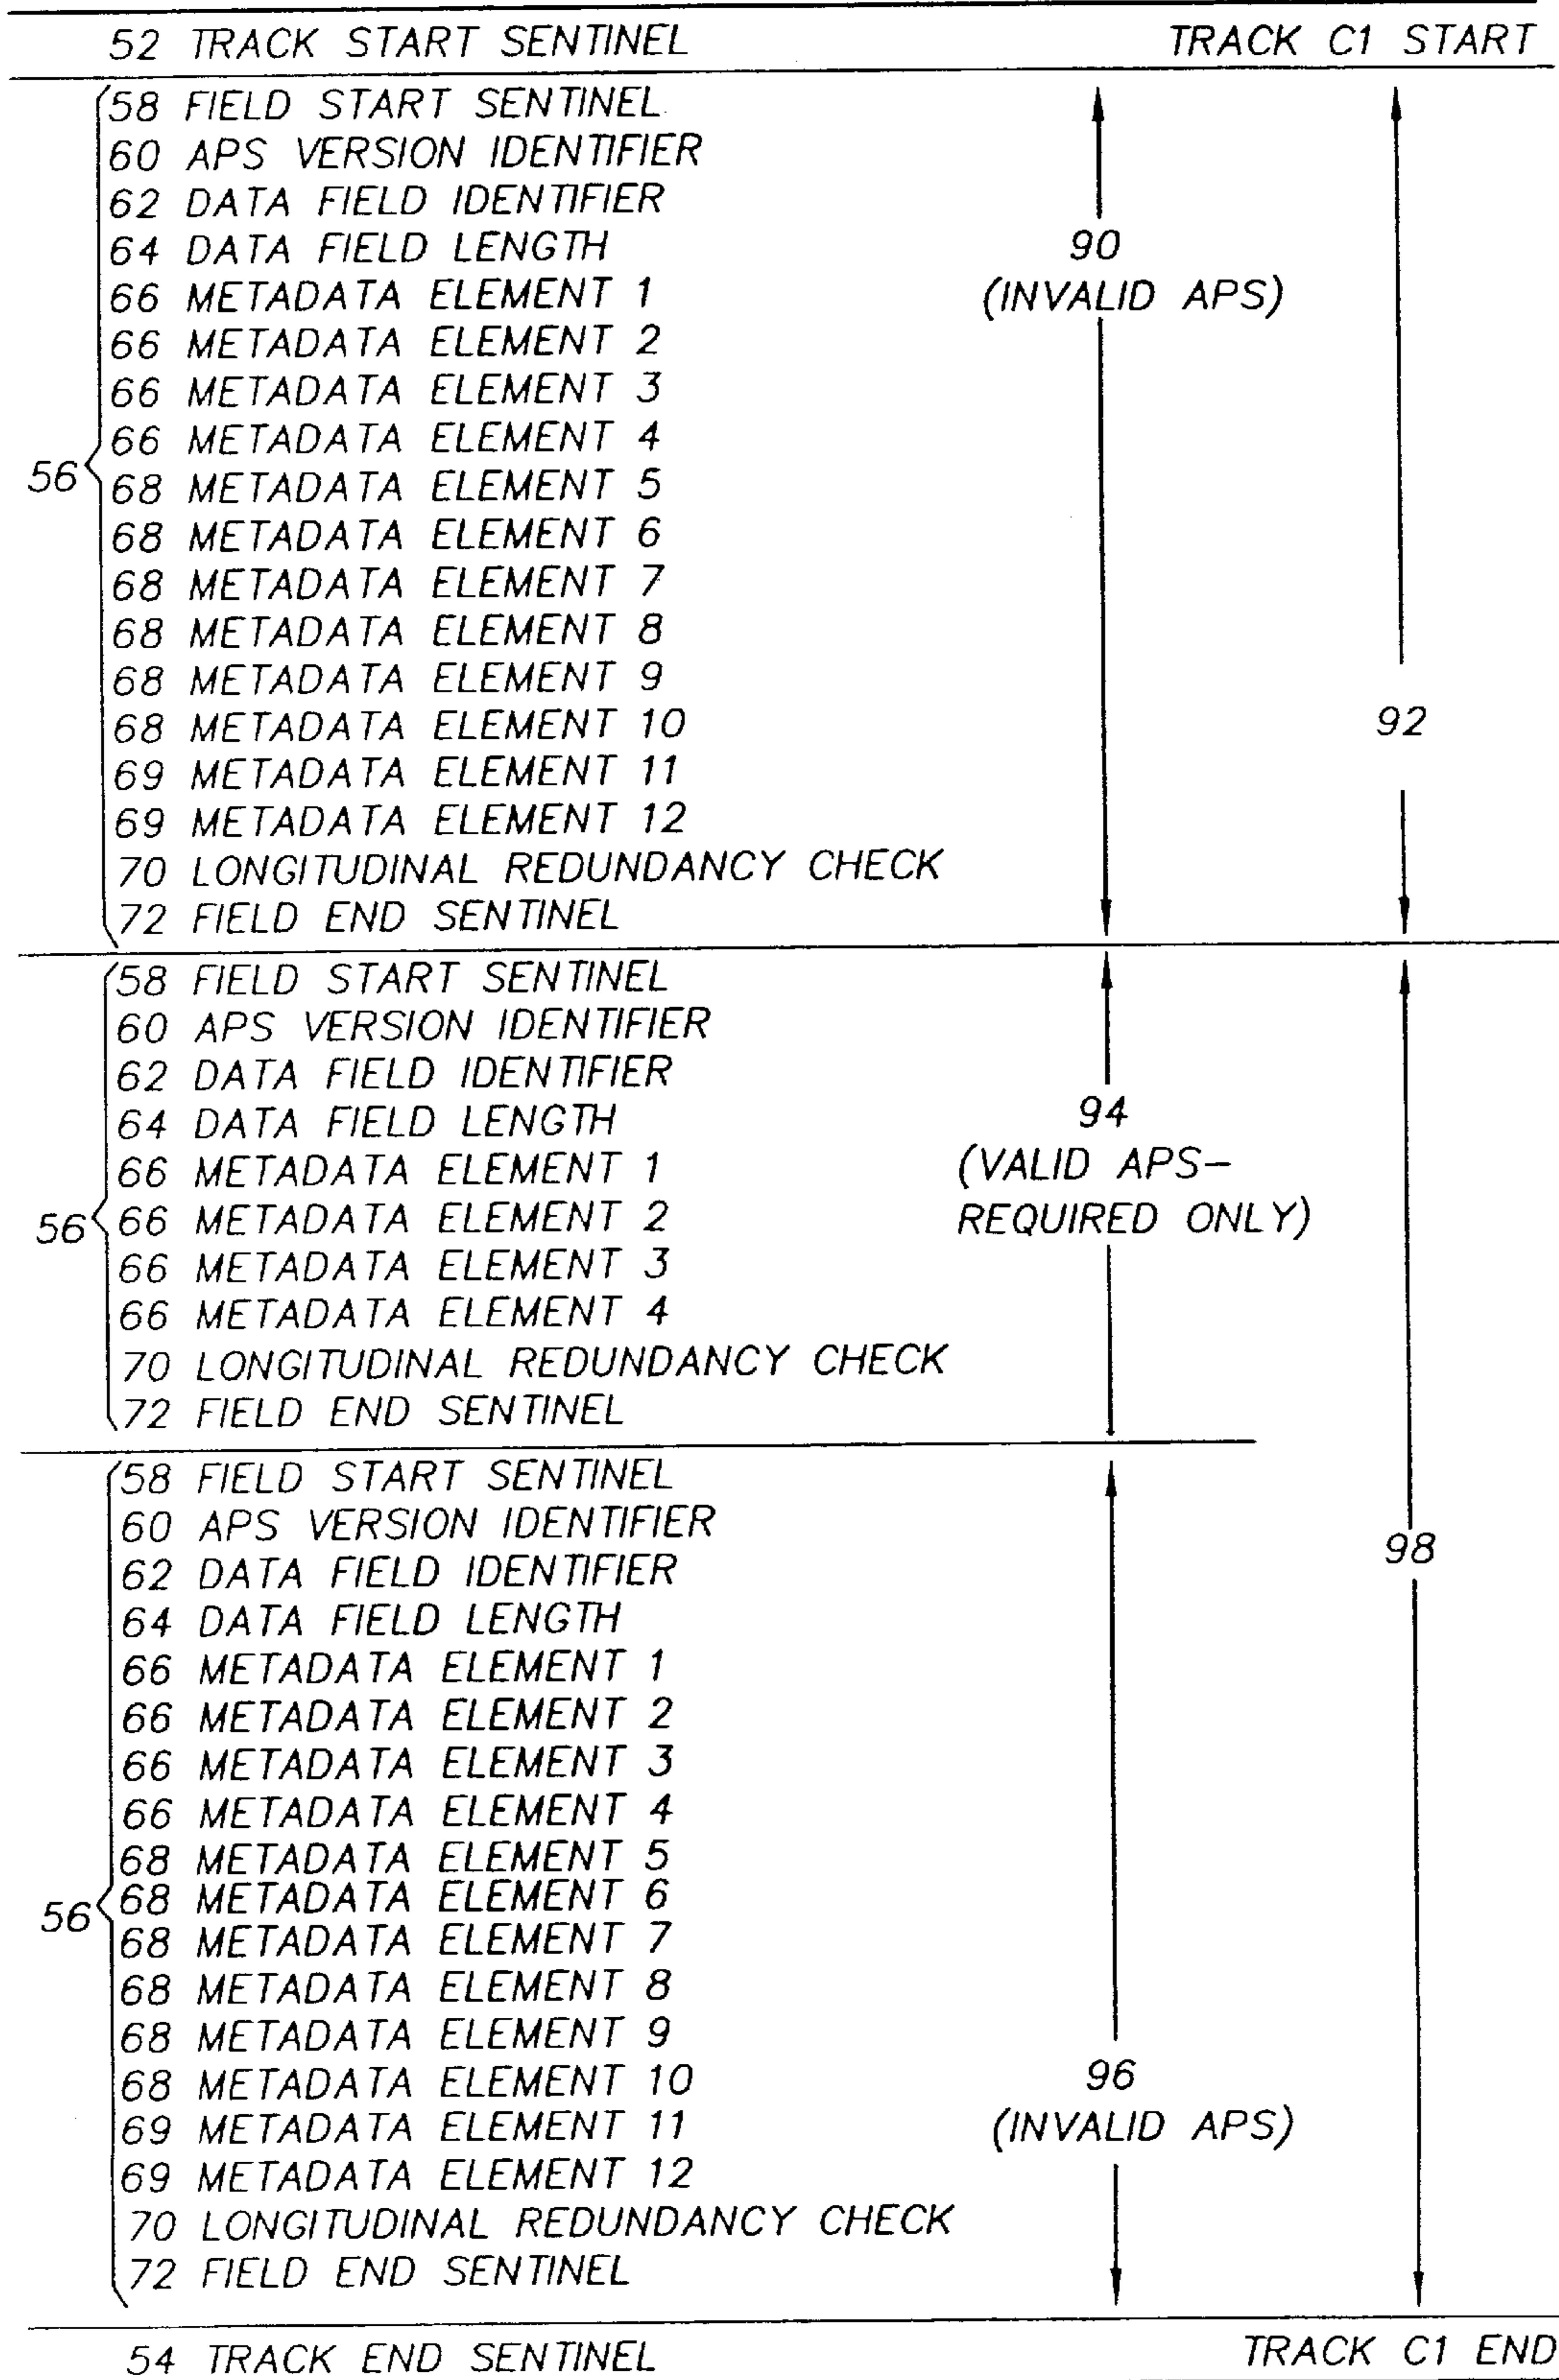 52 TRACK START SENTINEL TRACK C1 START
58 FIELD START SENTINEL
60 APS VERSION IDENTIFIER
62 DATA FIELD IDENTIFIER
64 DATA FIELD LENGTH 90
66 METADATA ELEMENT 1 (INVALID APS)
66 METADATA ELEMENT 2
66 METADATA ELEMENT 3
66 METADATA ELEMENT 4
56
68 METADATA ELEMENT 5
68 METADATA ELEMENT 6
68 METADATA ELEMENT 7
68 METADATA ELEMENT 8
68 METADATA ELEMENT 9
68 METADATA ELEMENT 10 92
69 METADATA ELEMENT 11
69 METADATA ELEMENT 12
70 LONGITUDINAL REDUNDANCY CHECK
72 FIELD END SENTINEL
58 FIELD START SENTINEL
60 APS VERSION IDENTIFIER
62 DATA FIELD IDENTIFIER
64 DATA FIELD LENGTH 94
66 METADATA ELEMENT 1 (VALID APS-
56 66 METADATA ELEMENT 2 REQUIRED ONLY)
66 METADATA ELEMENT 3
66 METADATA ELEMENT 4
70 LONGITUDINAL REDUNDANCY CHECK
72 FIELD END SENTINEL
58 FIELD START SENTINEL
60 APS VERSION IDENTIFIER
98
62 DATA FIELD IDENTIFIER
64 DATA FIELD LENGTH
66 METADATA ELEMENT 1
66 METADATA ELEMENT 2
66 METADATA ELEMENT 3
66 METADATA ELEMENT 4
68 METADATA ELEMENT 5
56 68 METADATA ELEMENT 6
68 METADATA ELEMENT 7
68 METADATA ELEMENT 8
68 METADATA ELEMENT 9
68 METADATA ELEMENT 10 96
69 METADATA ELEMENT 11 (INVALID APS)
69 METADATA ELEMENT 12
70 LONGITUDINAL REDUNDANCY CHECK
72 FIELD END SENTINEL
54 TRACK END SENTINEL TRACK C1 END